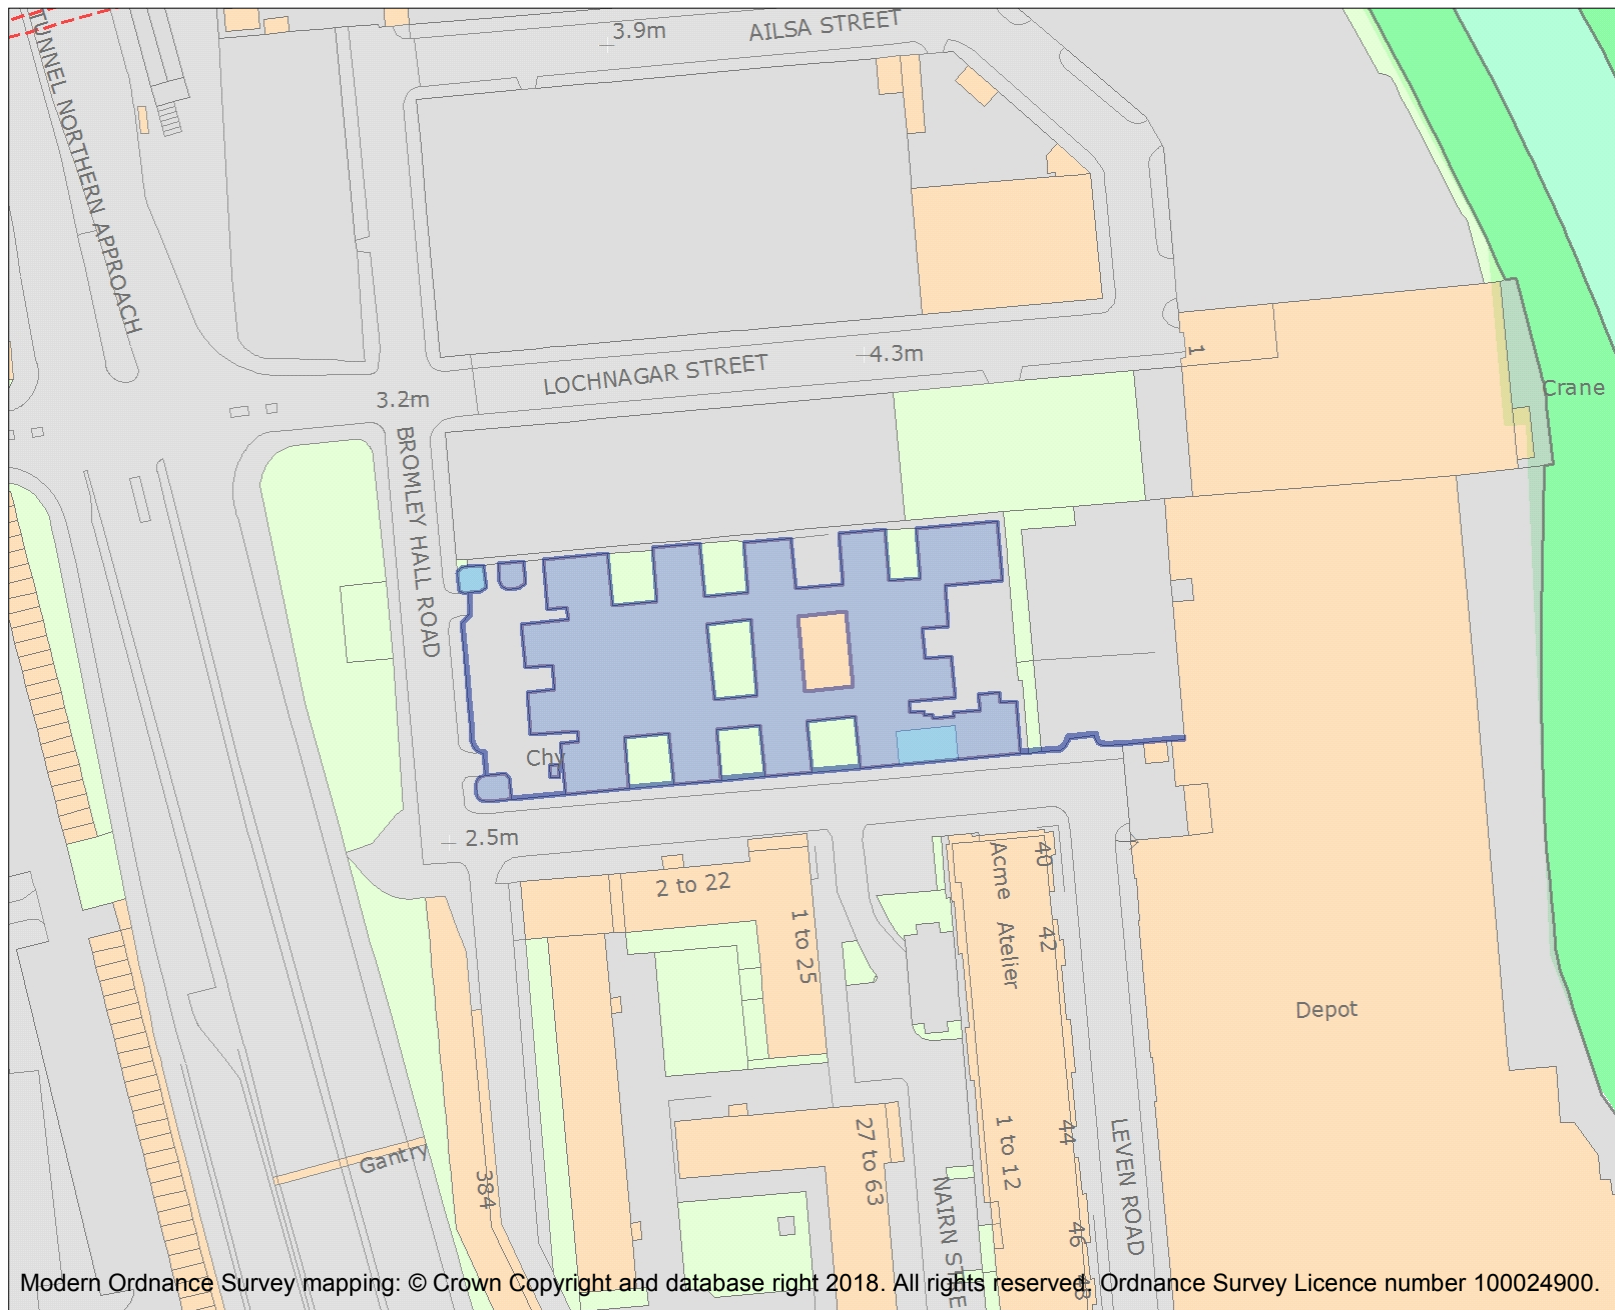 AILSA STREET
3.9m
TUNNEL NORTHERN APPROACH
LOCHNAGAR STREET
4.3m
1
Crane
3.2m
BROMLEY HALL ROAD
Chy
2.5m
2 to 22
1 to 25
Acme Atelier
40
42
Depot
Gantry
384
27 to 63
1 to 12
44
LEVEN ROAD
NAIRN STREE
46
48
Modern Ordnance Survey mapping: © Crown Copyright and database right 2018. All rights reserved. Ordnance Survey Licence number 100024900.